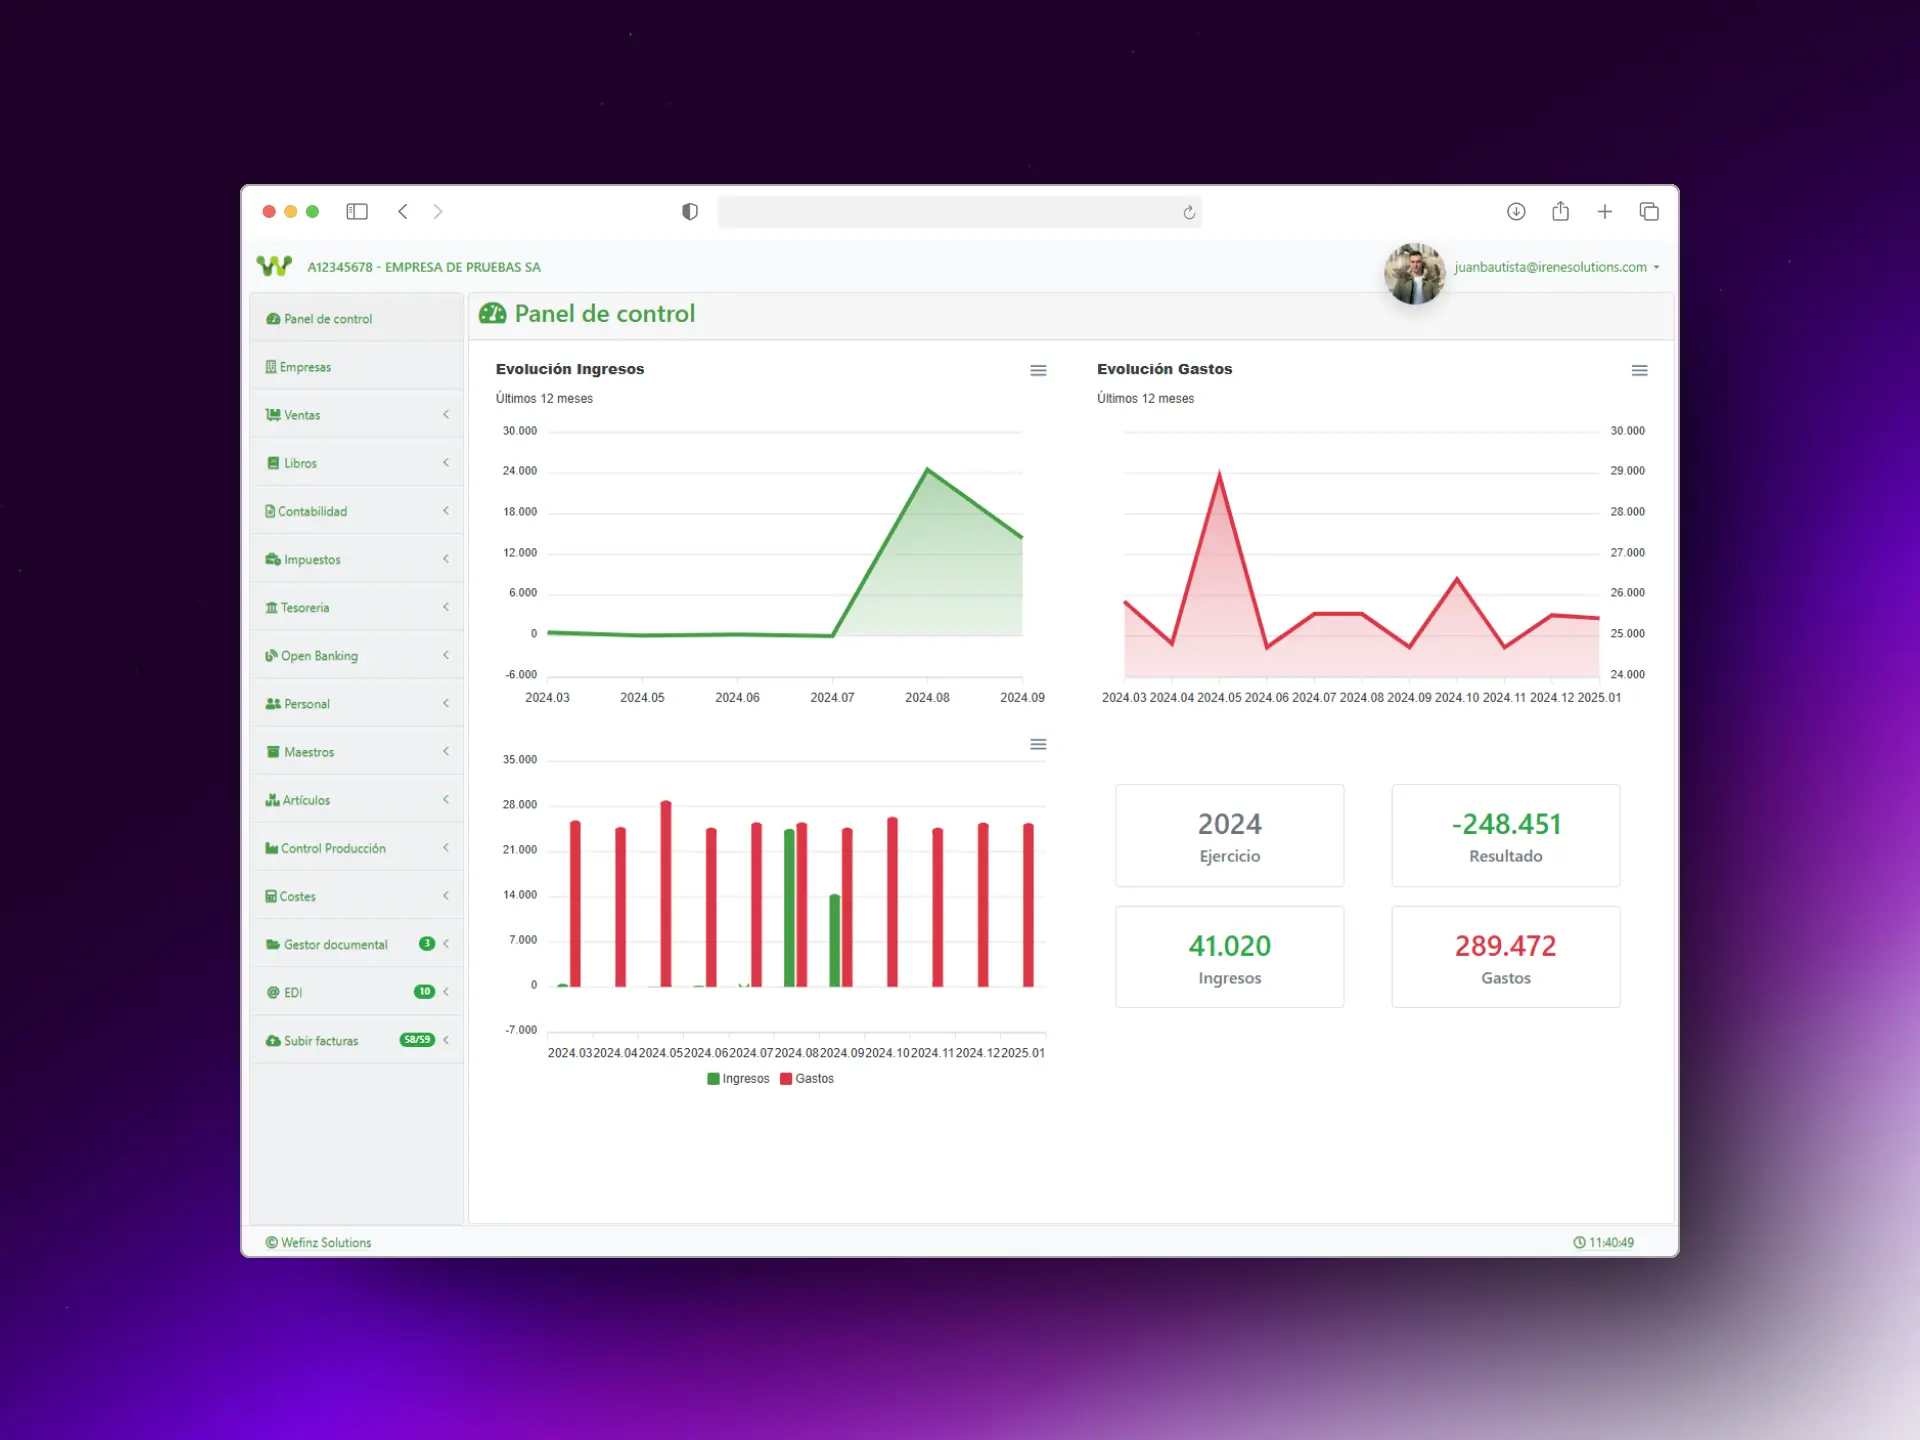 A12345678 - EMPRESA DE PRUEBAS SA
juanbautista@irenesolutions.com
Panel de control
Empresas
Ventas
Libros
Contabilidad
Impuestos
Tesoreria
Open Banking
Personal
Maestros
Artículos
Control Producción
Costes
Gestor documental 3
EDI 10
Subir facturas 58/59
Panel de control
Evolución Ingresos
Últimos 12 meses
30.000
24.000
18.000
12.000
6.000
0
-6.000
2024.03 2024.05 2024.06 2024.07 2024.08 2024.09
Evolución Gastos
Últimos 12 meses
30.000
29.000
28.000
27.000
26.000
25.000
24.000
2024.03 2024.04 2024.05 2024.06 2024.07 2024.08 2024.09 2024.10 2024.11 2024.12 2025.01
35.000
28.000
21.000
14.000
7.000
0
-7.000
2024.03 2024.04 2024.05 2024.06 2024.07 2024.08 2024.09 2024.10 2024.11 2024.12 2025.01
Ingresos Gastos
2024
Ejercicio
-248.451
Resultado
41.020
Ingresos
289.472
Gastos
© Wefinz Solutions
11:40:49